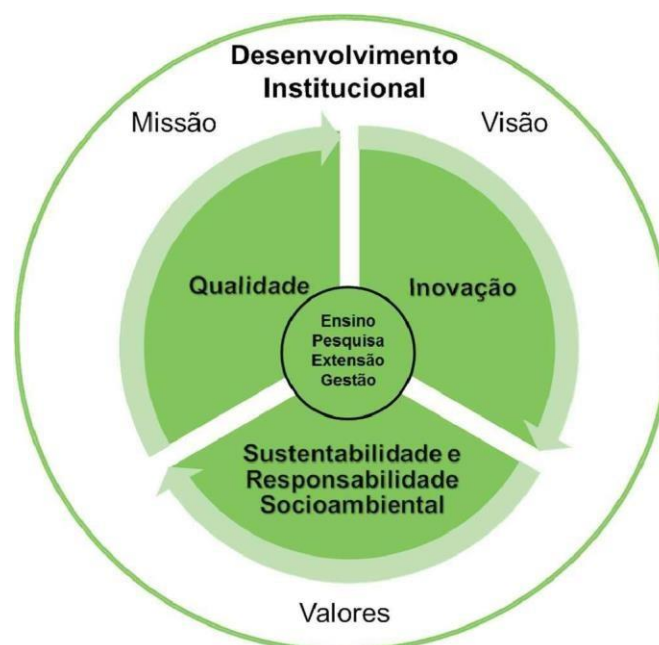 Desenvolvimento
Institucional
Missão
Visão
Qualidade
Inovação
Ensino
Pesquisa
Extensão
Gestão
Sustentabilidade e
Responsabilidade
Socioambiental
Valores